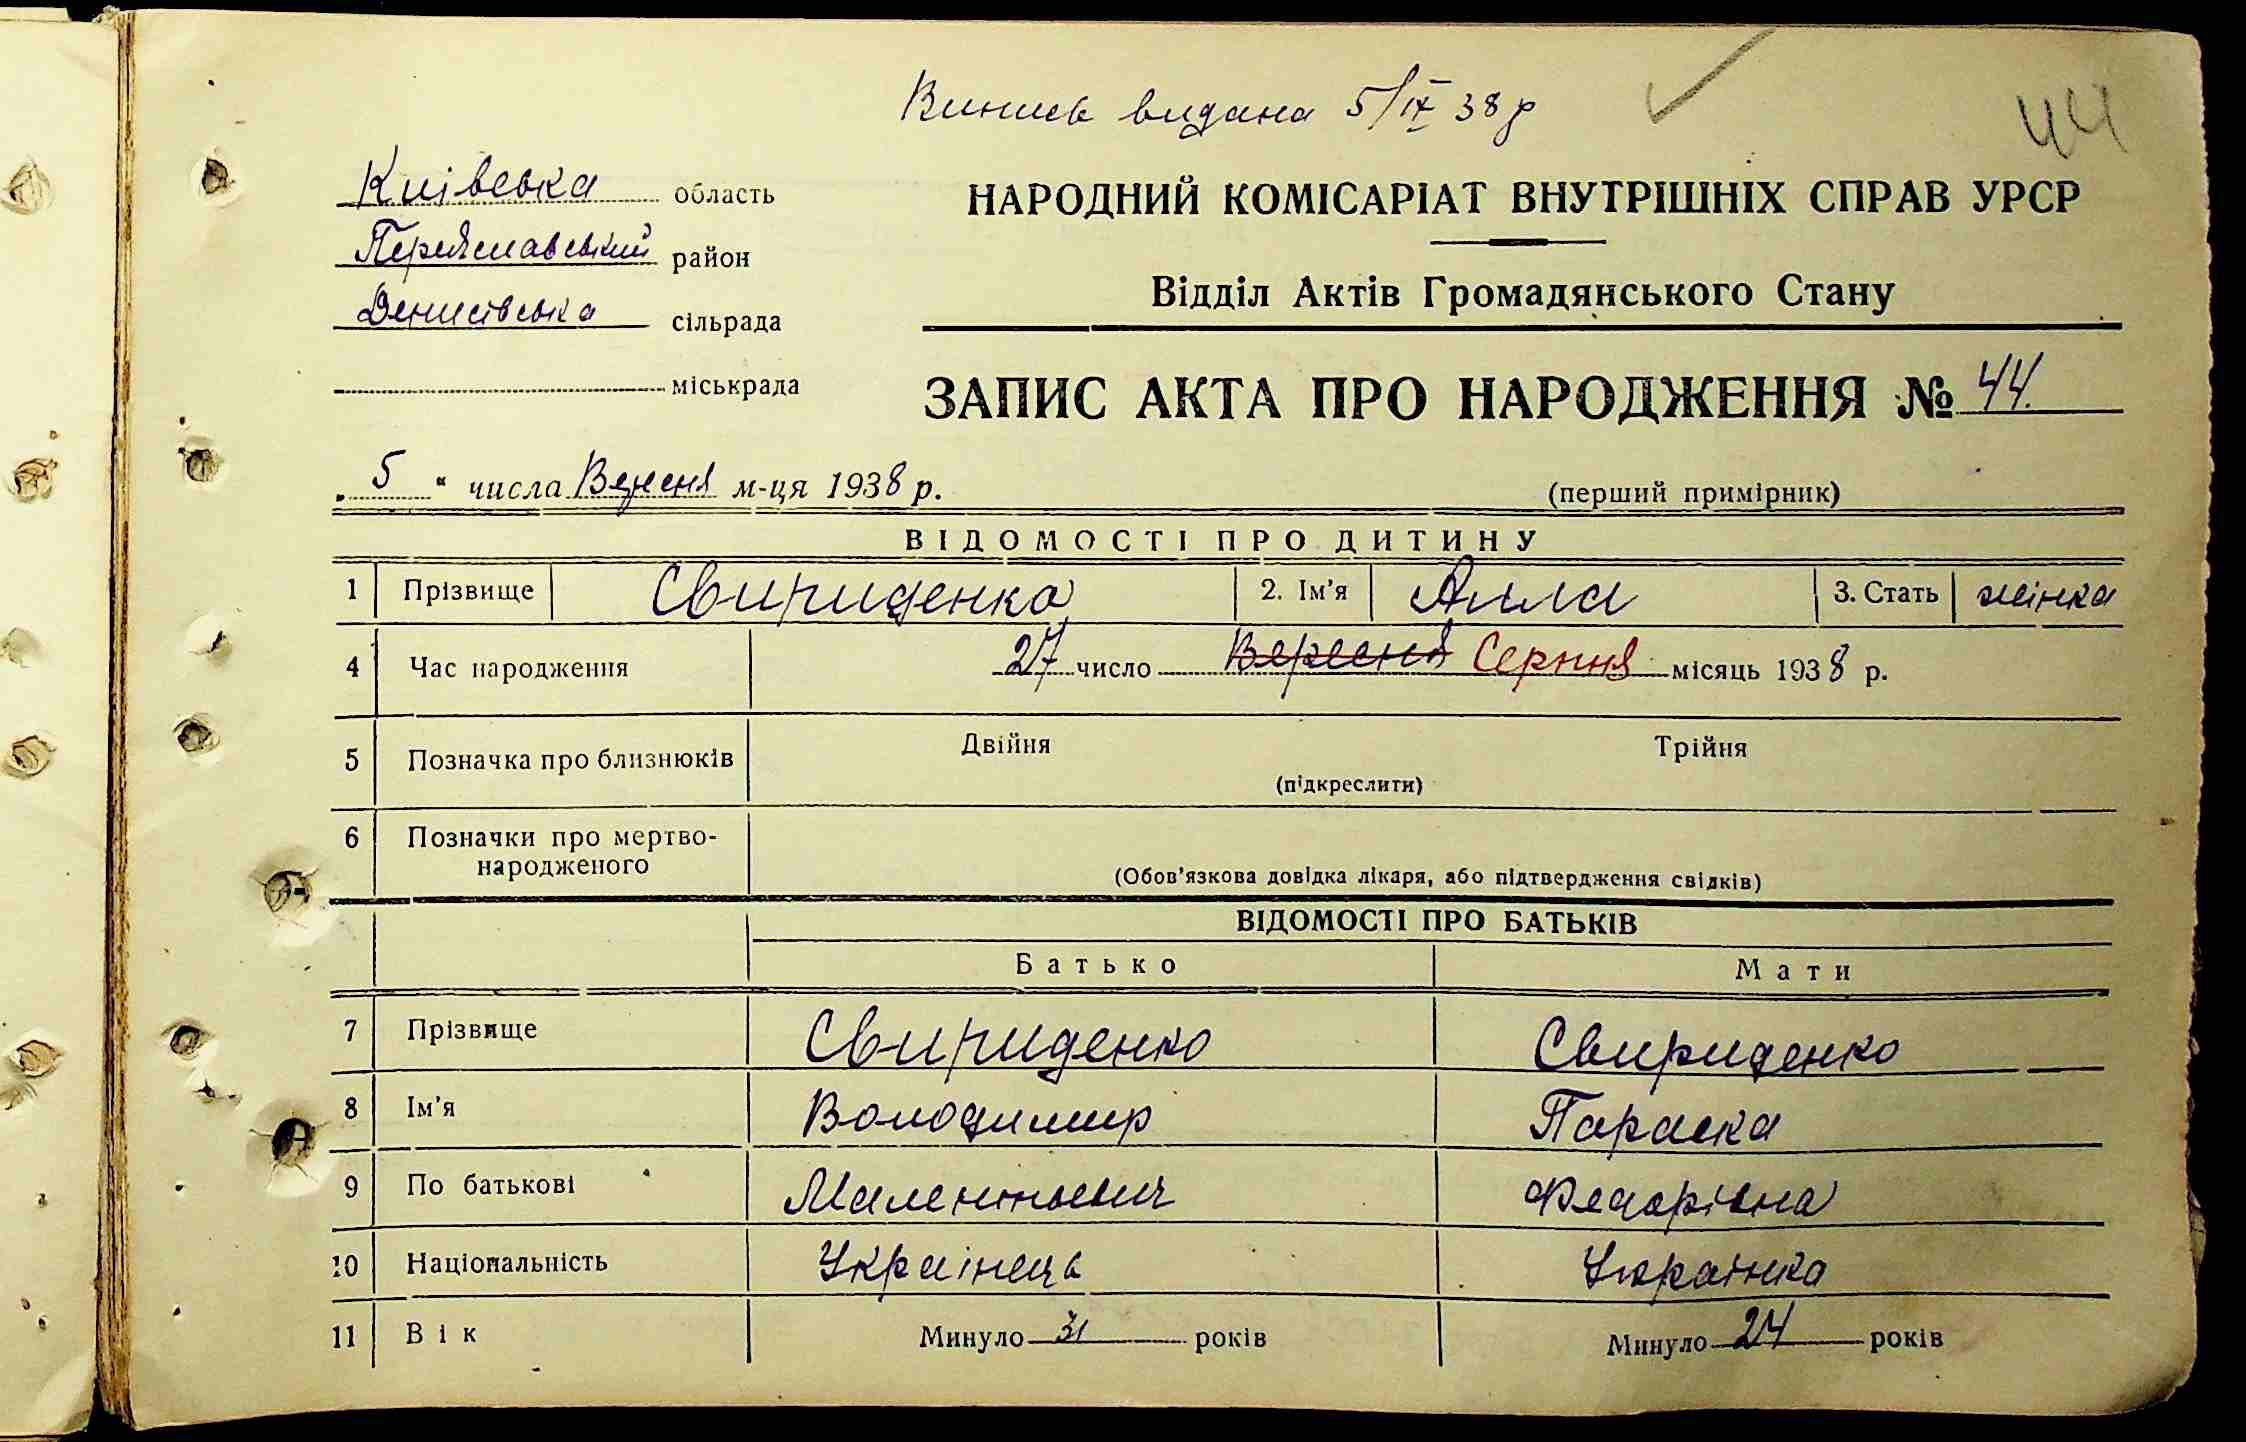 Випись видана 5/IX 38 р
44
Київська область
Переяславський район
Денисівська сільрада
міськрада
НАРОДНИЙ КОМІСАРІАТ ВНУТРІШНІХ СПРАВ УРСР
Відділ Актів Громадянського Стану
ЗАПИС АКТА ПРО НАРОДЖЕННЯ № 44.
„5“ числа Вересня м-ця 1938 р.
(перший примірник)
ВІДОМОСТІ ПРО ДИТИНУ
1 Прізвище Свириденко 2. Ім'я Алла 3. Стать жінка
4 Час народження 27 число Вересня Серпня місяць 1938 р.
5 Позначка про близнюків Двійня Трійня
(підкреслити)
6 Позначки про мертво-
народженого
(Обов'язкова довідка лікаря, або підтвердження свідків)
ВІДОМОСТІ ПРО БАТЬКІВ
Батько Мати
7 Прізвище Свириденко Свириденко
8 Ім'я Володимир Параска
9 По батькові Федорівна
10 Національність Українець Українка
11 Вік Минуло 31 років Минуло 24 років